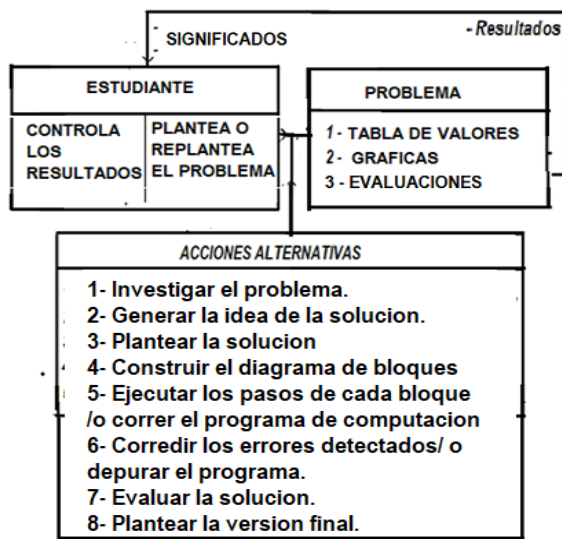 SIGNIFICADOS
- Resultados
ESTUDIANTE
CONTROLA
LOS
RESULTADOS
PLANTEA O
REPLANTEA
EL PROBLEMA
PROBLEMA
1 - TABLA DE VALORES
2 - GRAFICAS
3 - EVALUACIONES
ACCIONES ALTERNATIVAS
1- Investigar el problema.
2- Generar la idea de la solucion.
3- Plantear la solucion
4- Construir el diagrama de bloques
5- Ejecutar los pasos de cada bloque
/o correr el programa de computacion
6- Corredir los errores detectados/ o
depurar el programa.
7- Evaluar la solucion.
8- Plantear la version final.